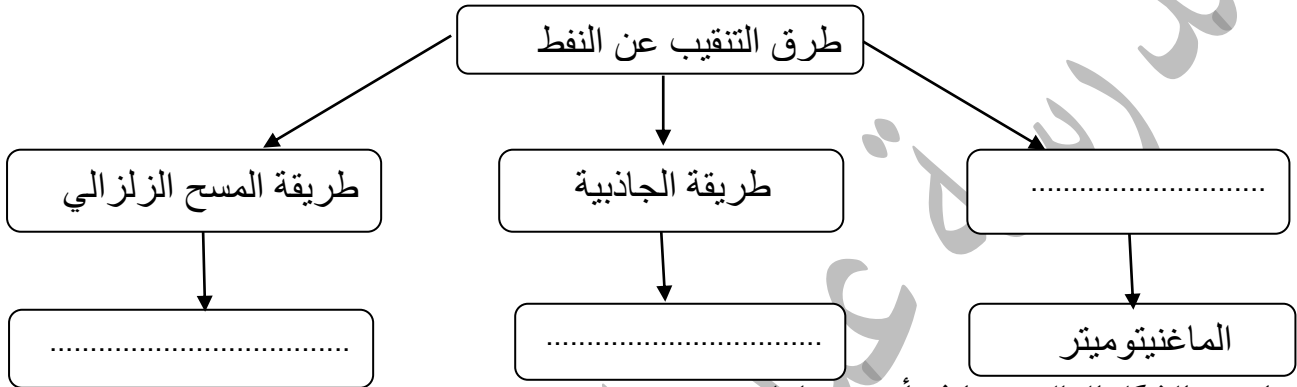 طرق التنقيب عن النفط
.............................
طريقة الجاذبية
طريقة المسح الزلزالي
الماغنيتوميتر
..................................
.....................................